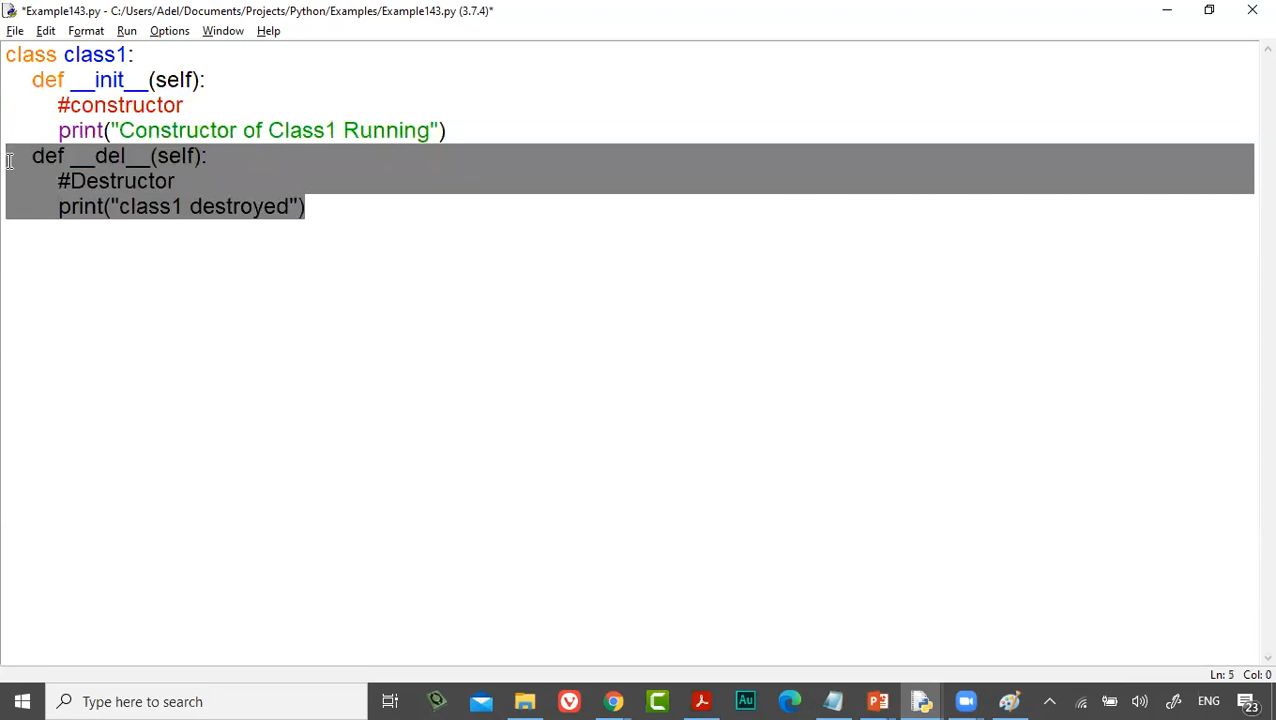 *Example143.py - C:/Users/Adel/Documents/Projects/Python/Examples/Example143.py (3.7.4)*
File Edit Format Run Options Window Help
class class1:
    def __init__(self):
        #constructor
        print("Constructor of Class1 Running")
    def __del__(self):
        #Destructor
        print("class1 destroyed")
Ln: 5 Col: 0
Type here to search
Au
ENG
23